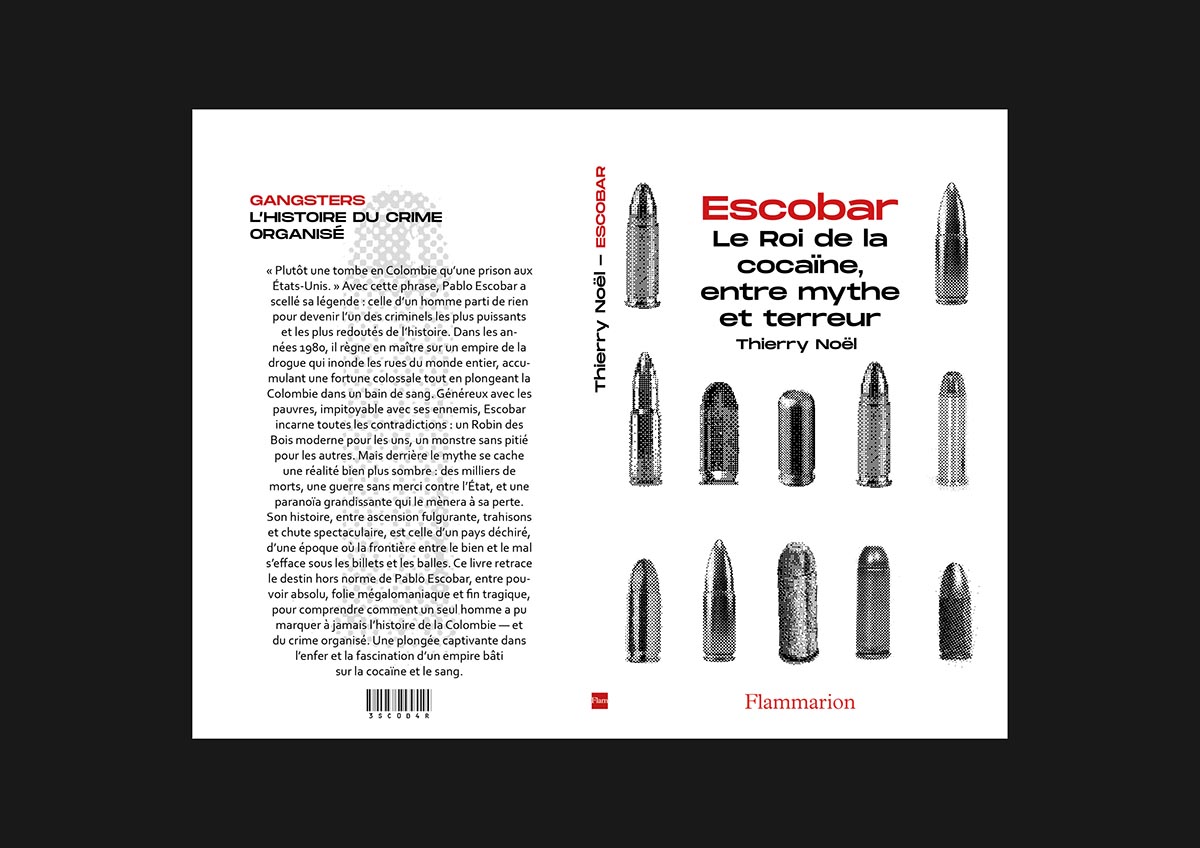 GANGSTERS
L'HISTOIRE DU CRIME
ORGANISÉ
« Plutôt une tombe en Colombie qu'une prison aux
États-Unis. » Avec cette phrase, Pablo Escobar a
scellé sa légende : celle d'un homme parti de rien
pour devenir l'un des criminels les plus puissants
et les plus redoutés de l'histoire. Dans les an-
nées 1980, il règne en maître sur un empire de la
drogue qui inonde les rues du monde entier, accu-
mulant une fortune colossale tout en plongeant la
Colombie dans un bain de sang. Généreux avec les
pauvres, impitoyable avec ses ennemis, Escobar
incarne toutes les contradictions : un Robin des
Bois moderne pour les uns, un monstre sans pitié
pour les autres. Mais derrière le mythe se cache
une réalité bien plus sombre : des milliers de
morts, une guerre sans merci contre l'État, et une
paranoïa grandissante qui le mènera à sa perte.
Son histoire, entre ascension fulgurante, trahisons
et chute spectaculaire, est celle d'un pays déchiré,
d'une époque où la frontière entre le bien et le mal
s'efface sous les billets et les balles. Ce livre retrace
le destin hors norme de Pablo Escobar, entre pou-
voir absolu, folie mégalomaniaque et fin tragique,
pour comprendre comment un seul homme a pu
marquer à jamais l'histoire de la Colombie — et
du crime organisé. Une plongée captivante dans
l'enfer et la fascination d'un empire bâti
sur la cocaïne et le sang.
3SCOD4R
Thierry Noël – ESCOBAR
Flam
Escobar
Le Roi de la
cocaïne,
entre mythe
et terreur
Thierry Noël
Flammarion